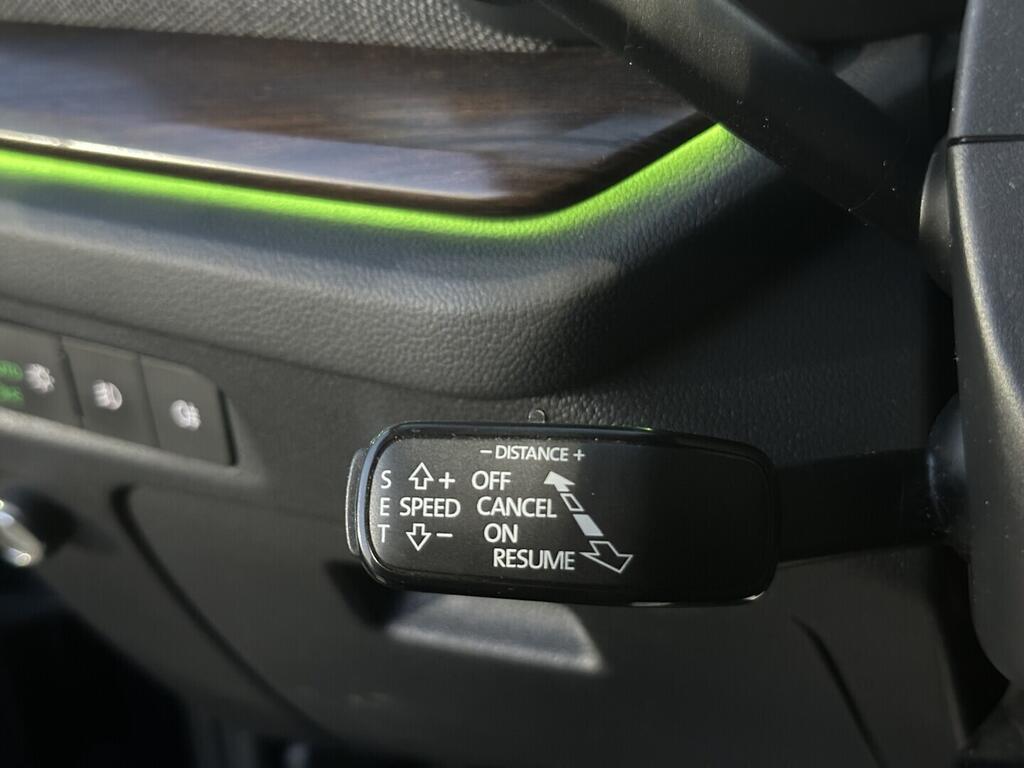 – DISTANCE +
S + OFF
E SPEED CANCEL
T – ON
RESUME